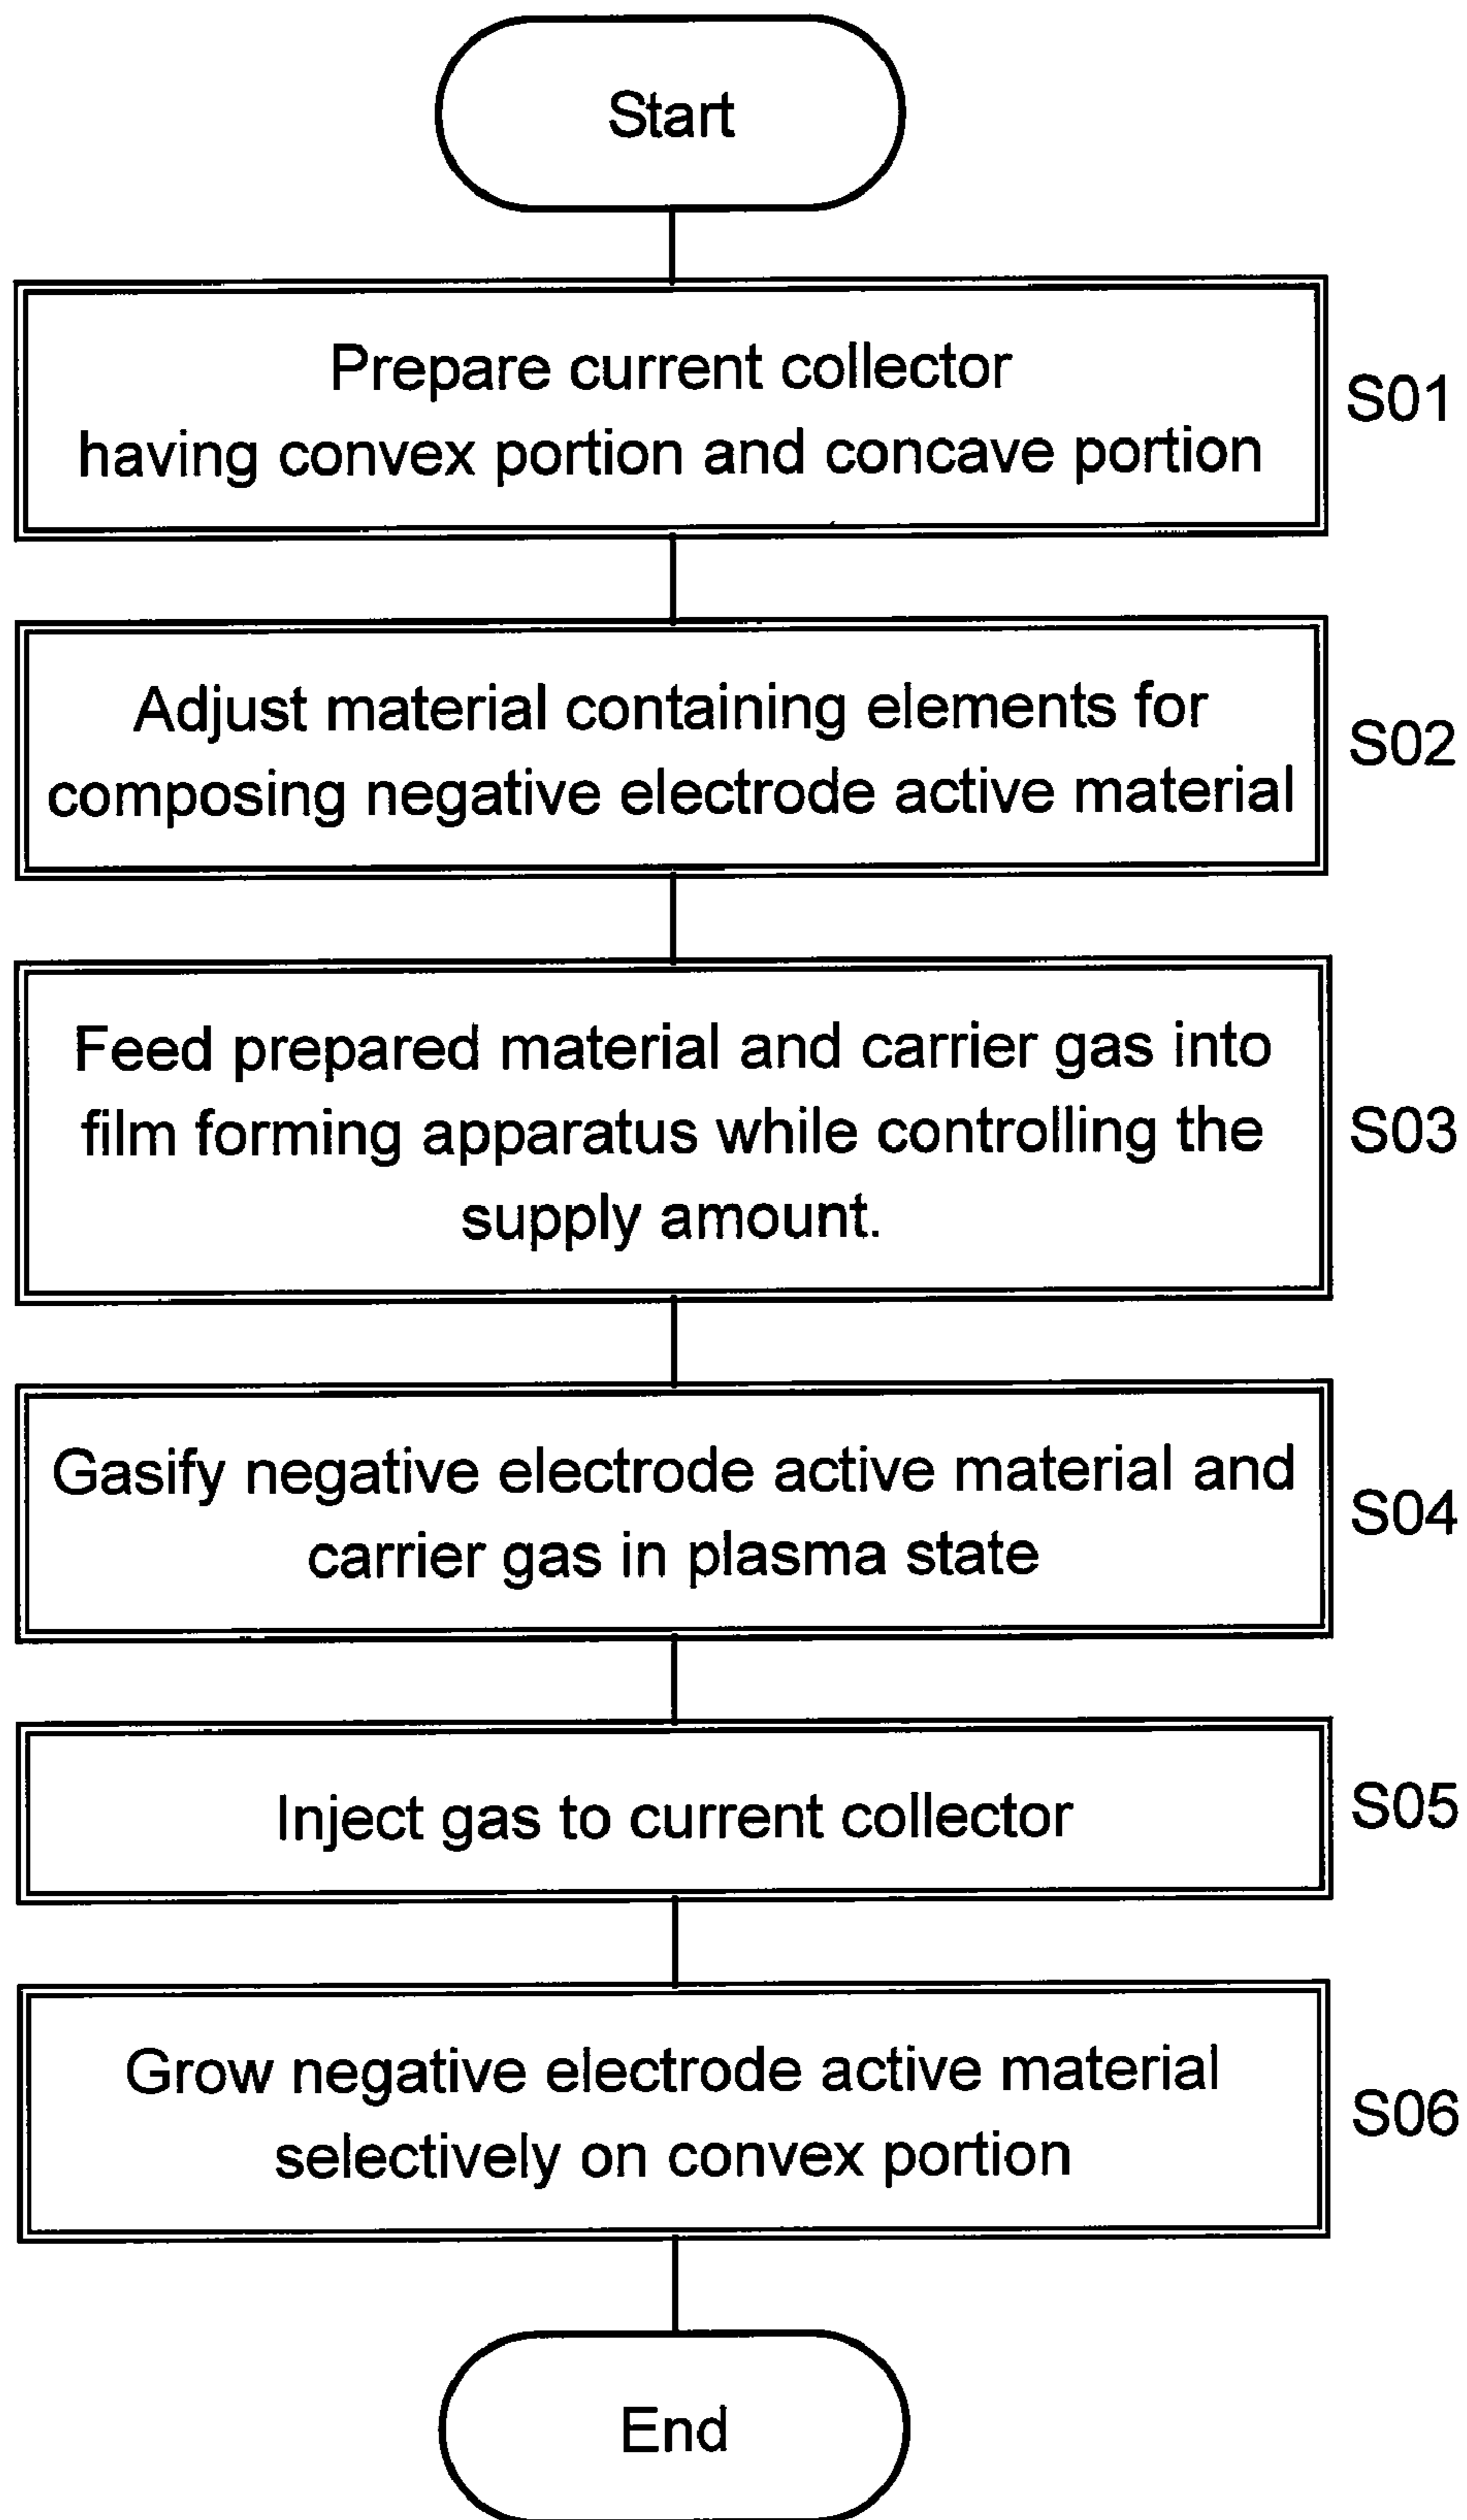 Start
Prepare current collector
having convex portion and concave portion
S01
Adjust material containing elements for
composing negative electrode active material
S02
Feed prepared material and carrier gas into
film forming apparatus while controlling the
supply amount.
S03
Gasify negative electrode active material and
carrier gas in plasma state
S04
Inject gas to current collector
S05
Grow negative electrode active material
selectively on convex portion
S06
End